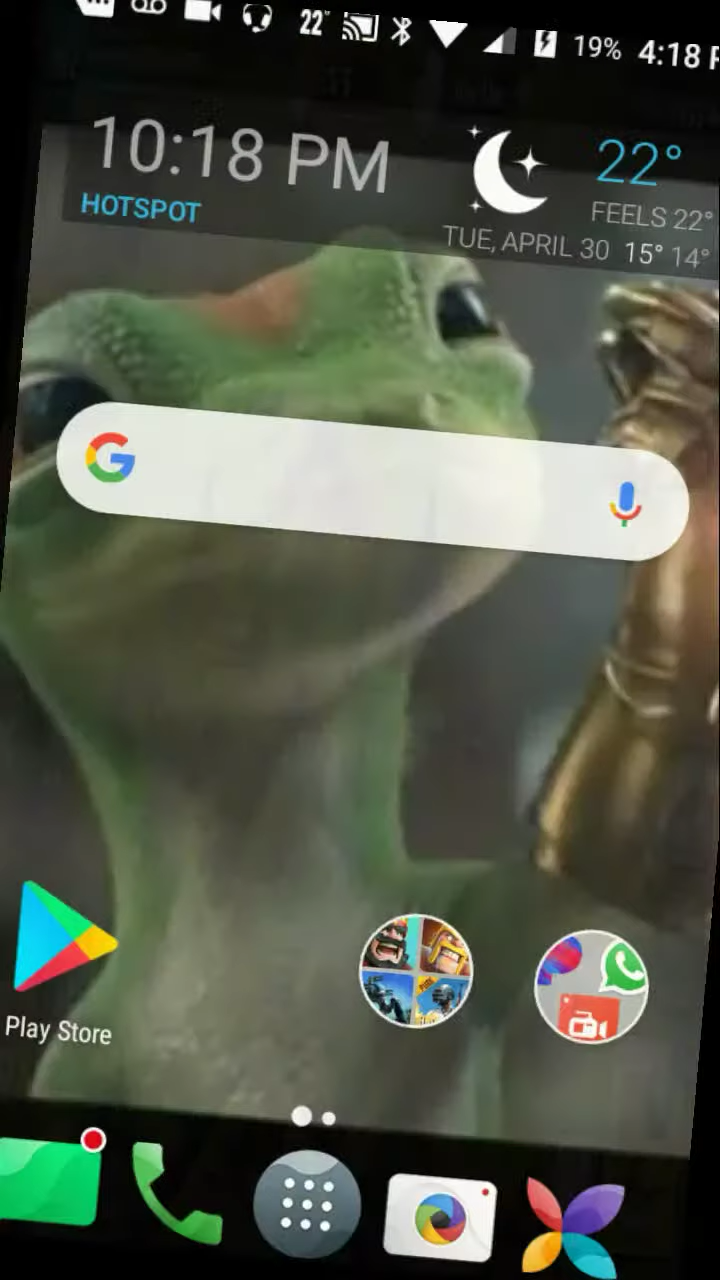 22° 19% 4:18 P
10:18 PM
22°
HOTSPOT
FEELS 22°
TUE, APRIL 30 15° 14°
Play Store